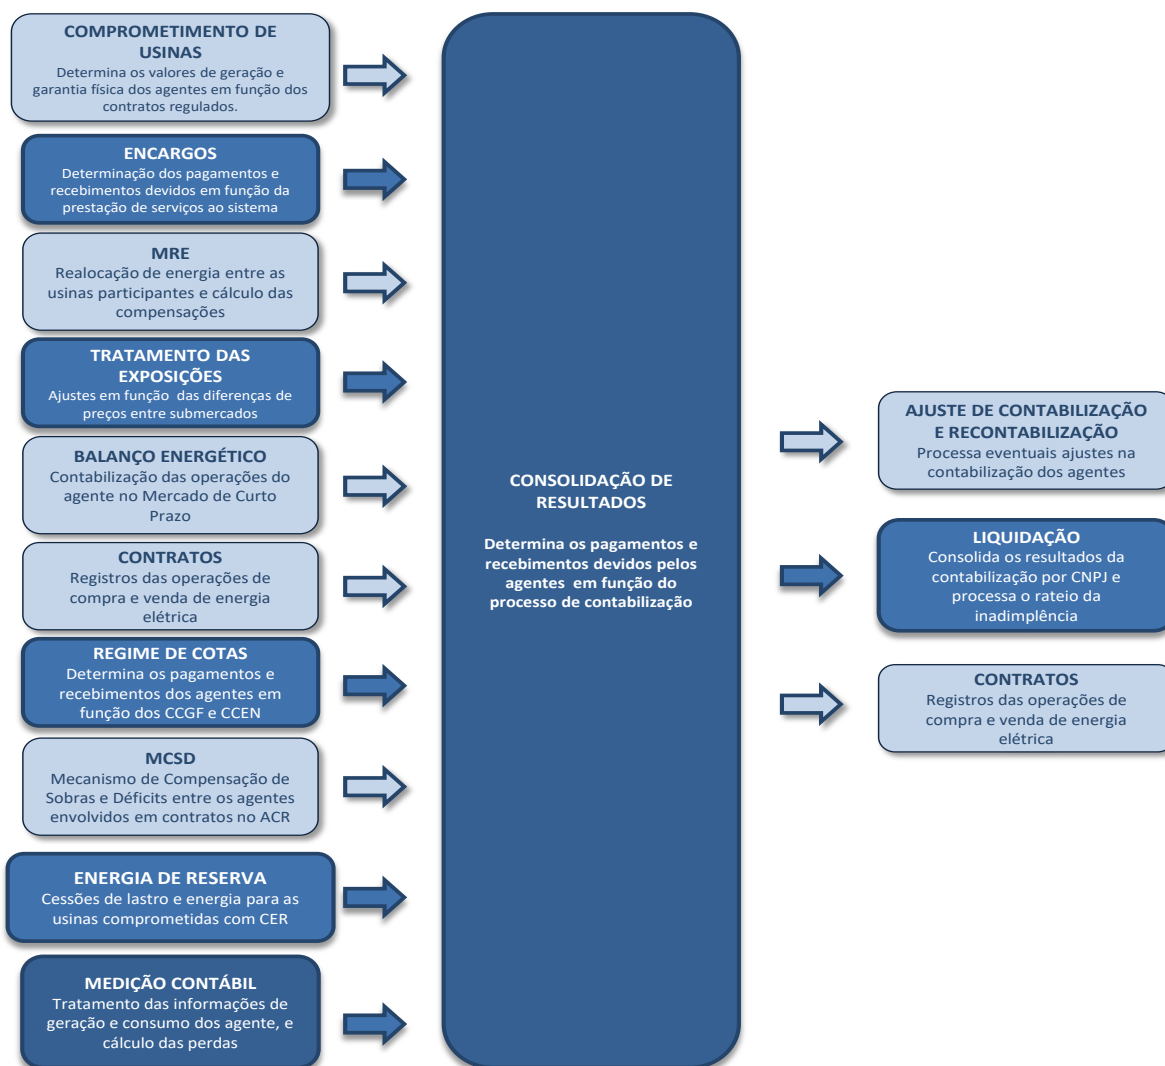 COMPROMETIMENTO DE
USINAS
Determina os valores de geração e
garantia física dos agentes em função dos
contratos regulados.
ENCARGOS
Determinação dos pagamentos e
recebimentos devidos em função da
prestação de serviços ao sistema
MRE
Realocação de energia entre as
usinas participantes e cálculo das
compensações
TRATAMENTO DAS
EXPOSIÇÕES
Ajustes em função das diferenças de
preços entre submercados
BALANÇO ENERGÉTICO
Contabilização das operações do
agente no Mercado de Curto
Prazo
CONTRATOS
Registros das operações de
compra e venda de energia
elétrica
REGIME DE COTAS
Determina os pagamentos e
recebimentos dos agentes em
função dos CCGF e CCEN
MCSD
Mecanismo de Compensação de
Sobras e Déficits entre os agentes
envolvidos em contratos no ACR
ENERGIA DE RESERVA
Cessões de lastro e energia para as
usinas comprometidas com CER
MEDIÇÃO CONTÁBIL
Tratamento das informações de
geração e consumo dos agente, e
cálculo das perdas
CONSOLIDAÇÃO DE
RESULTADOS
Determina os pagamentos e
recebimentos devidos pelos
agentes em função do
processo de contabilização
AJUSTE DE CONTABILIZAÇÃO
E RECONTABILIZAÇÃO
Processa eventuais ajustes na
contabilização dos agentes
LIQUIDAÇÃO
Consolida os resultados da
contabilização por CNPJ e
processa o rateio da
inadimplência
CONTRATOS
Registros das operações de
compra e venda de energia
elétrica